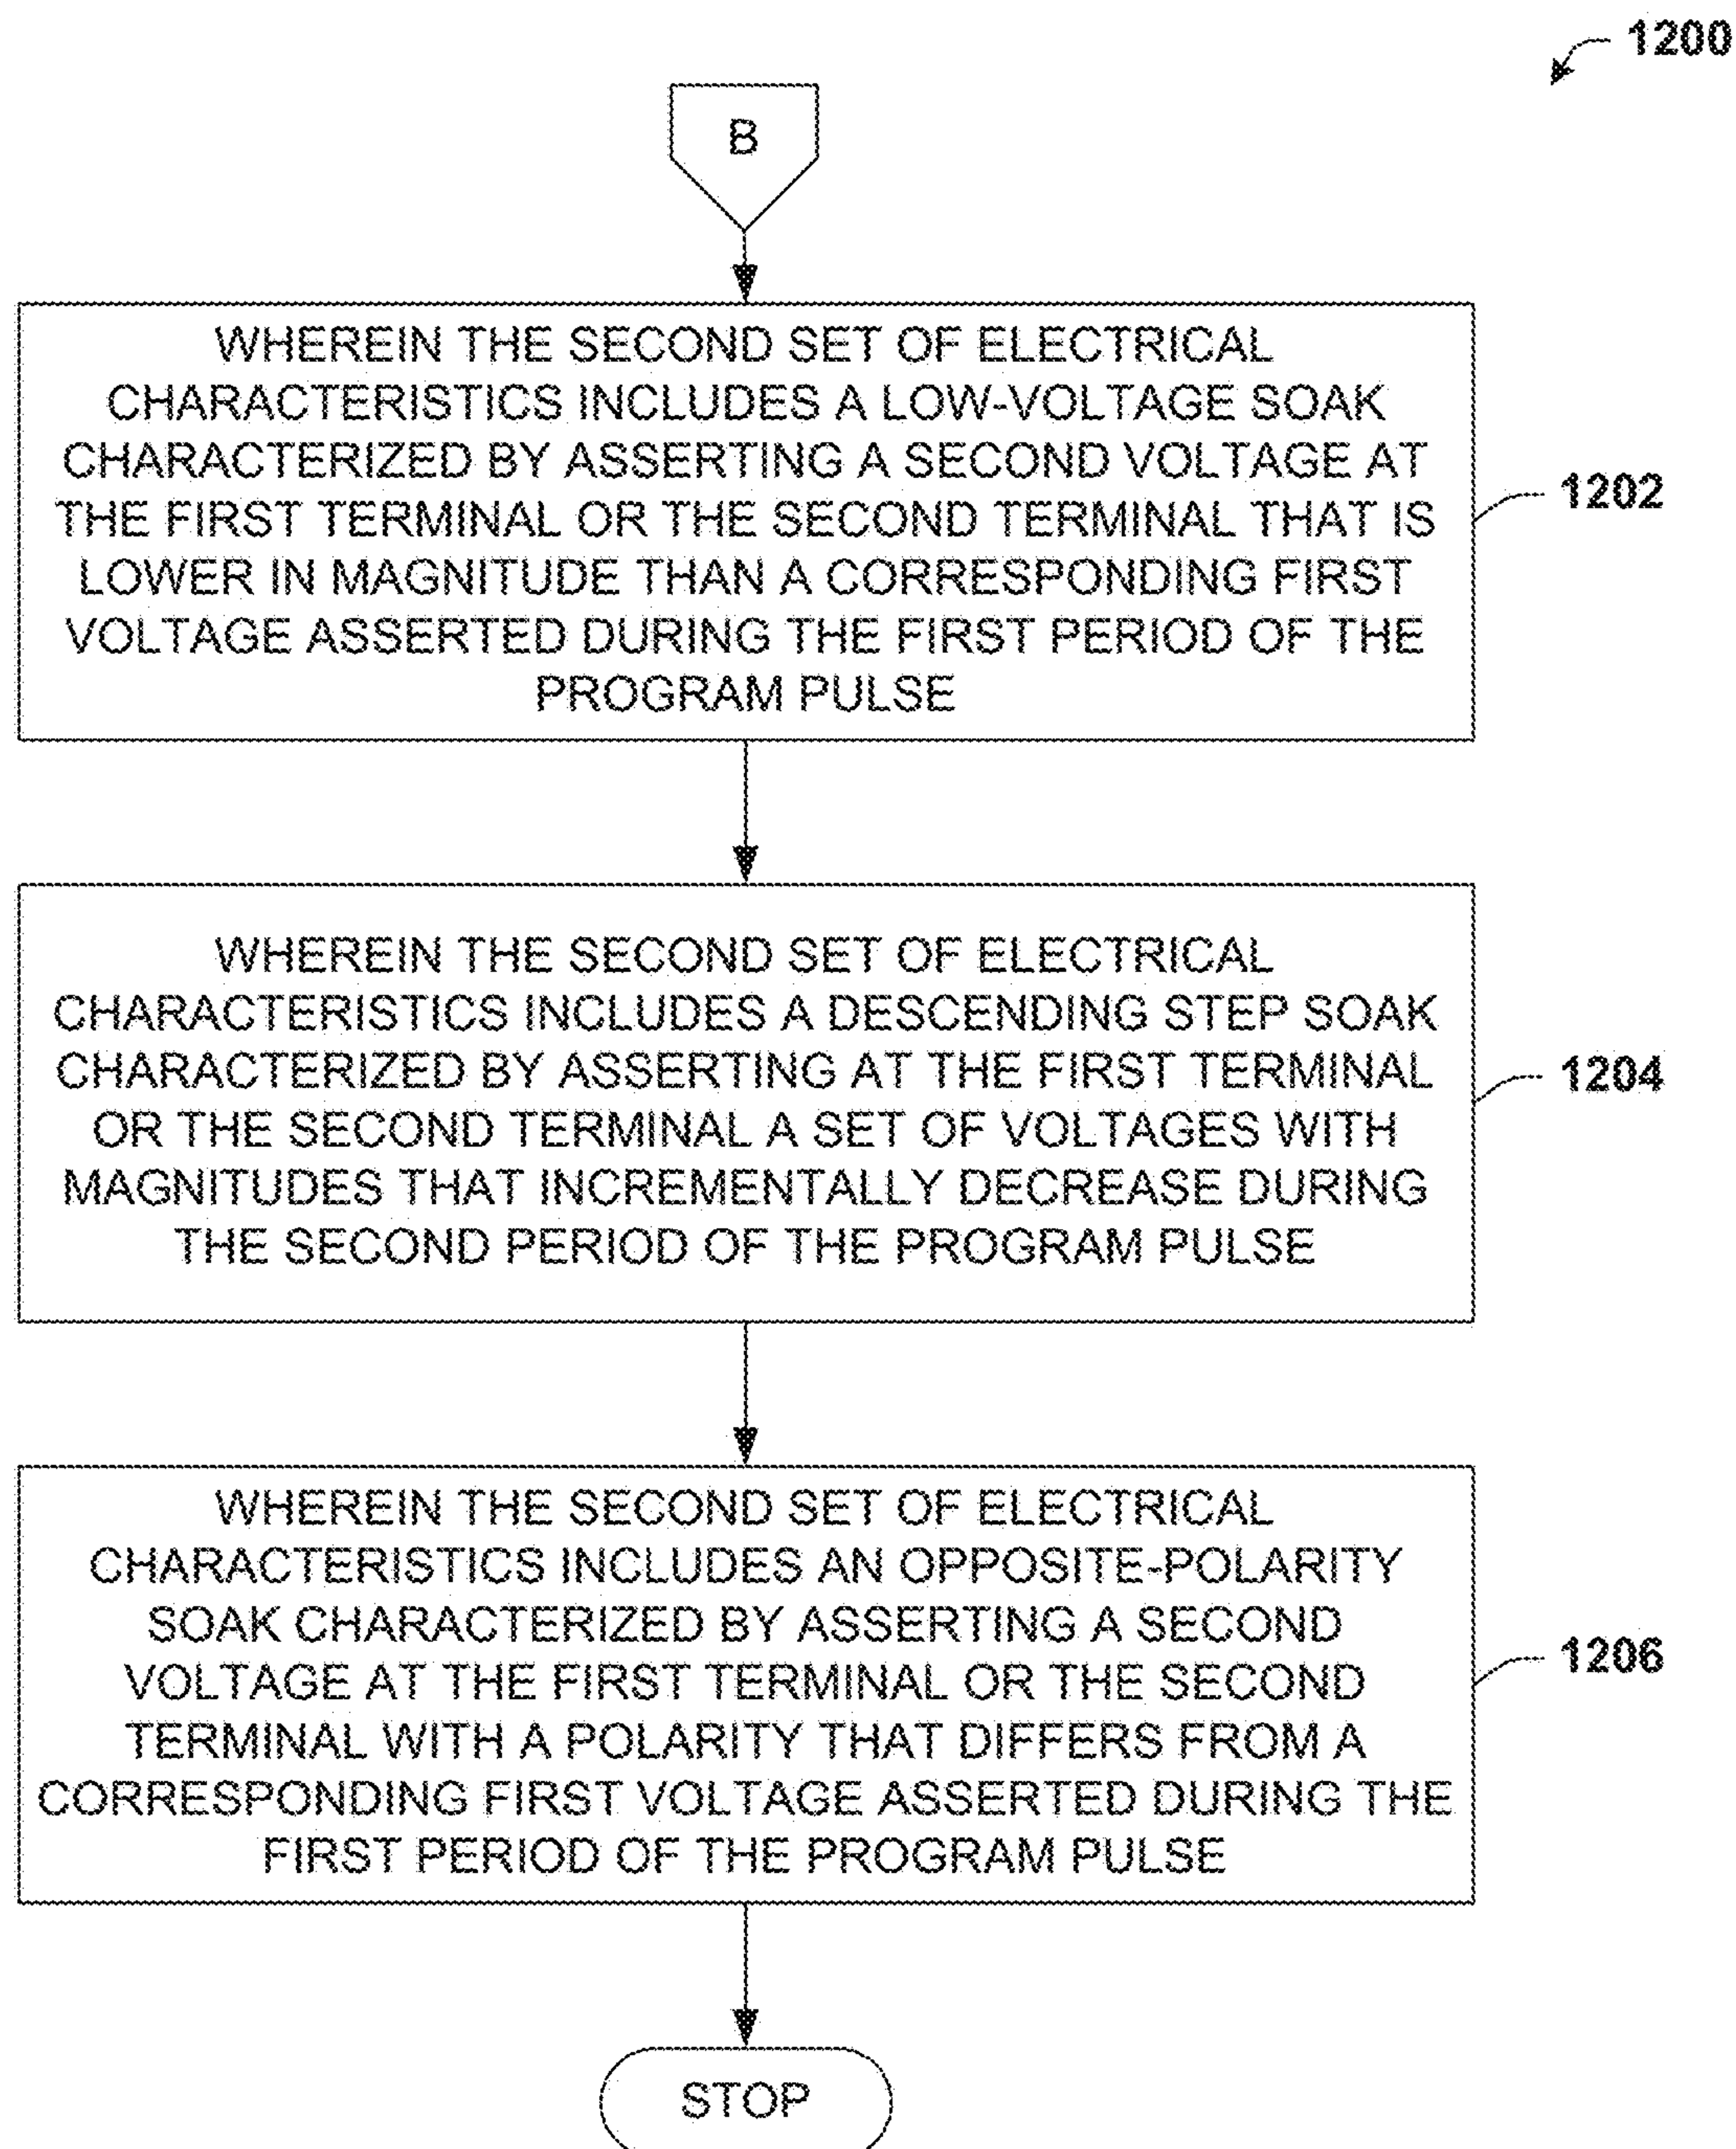 1200
B
WHEREIN THE SECOND SET OF ELECTRICAL
CHARACTERISTICS INCLUDES A LOW-VOLTAGE SOAK
CHARACTERIZED BY ASSERTING A SECOND VOLTAGE AT
THE FIRST TERMINAL OR THE SECOND TERMINAL THAT IS
LOWER IN MAGNITUDE THAN A CORRESPONDING FIRST
VOLTAGE ASSERTED DURING THE FIRST PERIOD OF THE
PROGRAM PULSE
1202
WHEREIN THE SECOND SET OF ELECTRICAL
CHARACTERISTICS INCLUDES A DESCENDING STEP SOAK
CHARACTERIZED BY ASSERTING AT THE FIRST TERMINAL
OR THE SECOND TERMINAL A SET OF VOLTAGES WITH
MAGNITUDES THAT INCREMENTALLY DECREASE DURING
THE SECOND PERIOD OF THE PROGRAM PULSE
1204
WHEREIN THE SECOND SET OF ELECTRICAL
CHARACTERISTICS INCLUDES AN OPPOSITE-POLARITY
SOAK CHARACTERIZED BY ASSERTING A SECOND
VOLTAGE AT THE FIRST TERMINAL OR THE SECOND
TERMINAL WITH A POLARITY THAT DIFFERS FROM A
CORRESPONDING FIRST VOLTAGE ASSERTED DURING THE
FIRST PERIOD OF THE PROGRAM PULSE
1206
STOP